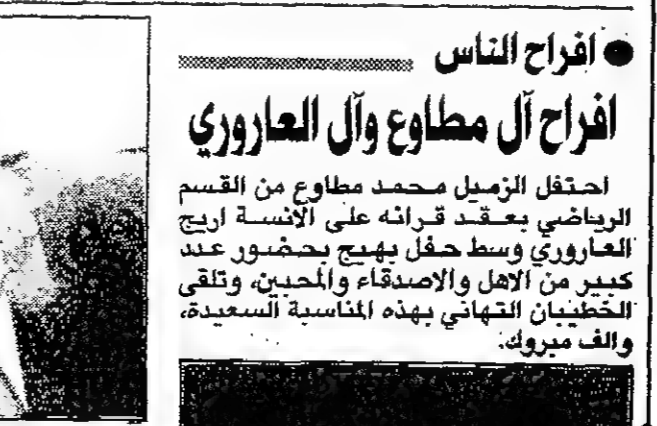 ● افراح الناس
افراح آل مطاوع وآل العاروري
احتفل الزميل محمد مطاوع من القسم
الرياضي بعقد قرانه على الآنسة اريج
العاروري وسط حفل بهيج بحضور عدد
كبير من الاهل والاصدقاء والمحبين، وتلقى
الخطيبان التهاني بهذه المناسبة السعيدة،
والف مبروك.